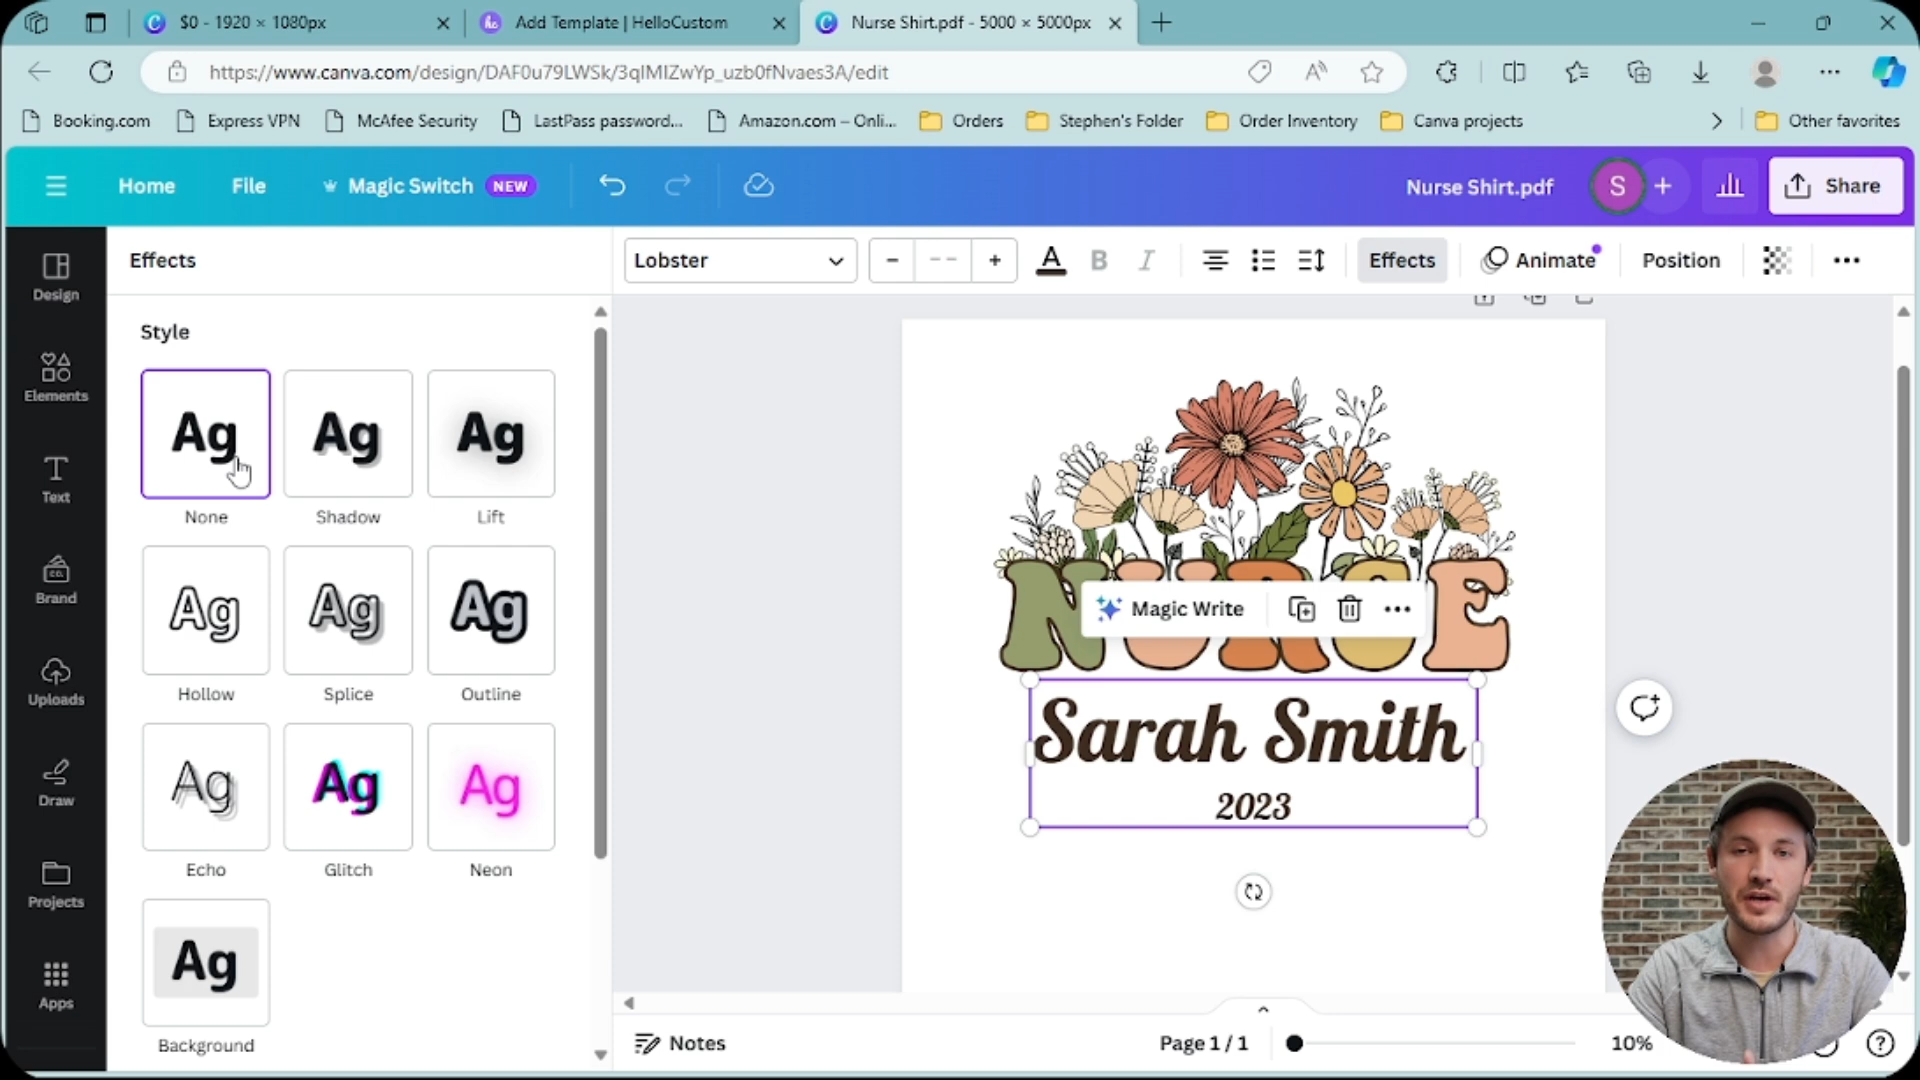 $0 - 1920 × 1080px
Add Template | HelloCustom
Nurse Shirt.pdf - 5000 × 5000px
https://www.canva.com/design/DAF0u79LWSk/3qIMIZwYp_uzb0fNvaes3A/edit
Booking.com
Express VPN
McAfee Security
LastPass password...
Amazon.com – Onli...
Orders
Stephen's Folder
Order Inventory
Canva projects
Other favorites
Home
File
Magic Switch NEW
Nurse Shirt.pdf
S
Share
Design
Elements
Text
Brand
Uploads
Draw
Projects
Apps
Effects
Lobster
- -- +
A
B
I
Effects
Animate
Position
Style
Ag
None
Ag
Shadow
Ag
Lift
Ag
Hollow
Ag
Splice
Ag
Outline
Ag
Echo
Ag
Glitch
Ag
Neon
Ag
Background
NURSE
Magic Write
Sarah Smith
2023
Notes
Page 1 / 1
10%